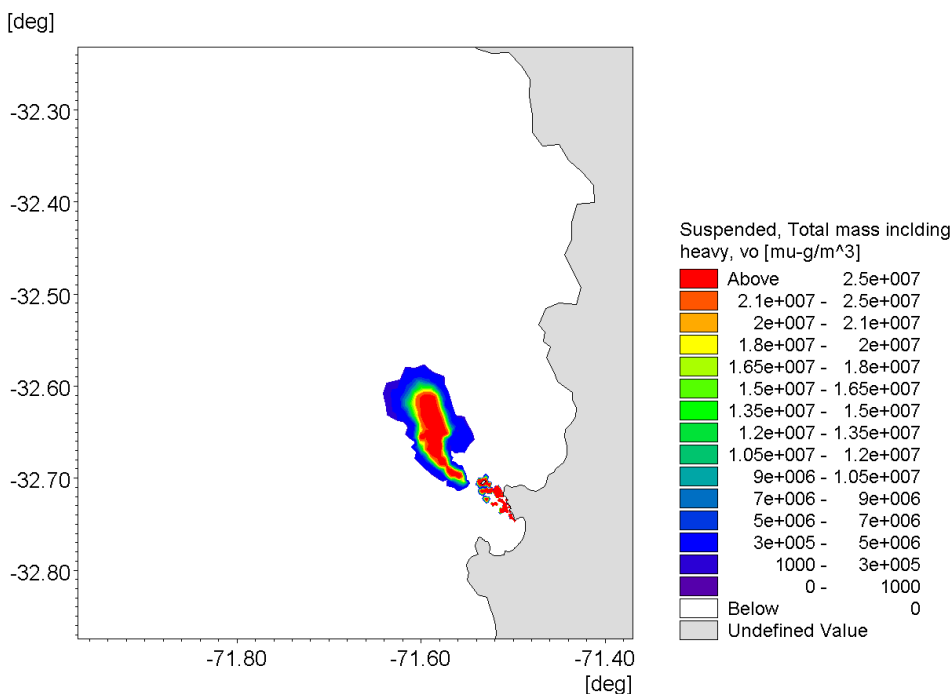 [deg]
-32.30
-32.40
-32.50
-32.60
-32.70
-32.80
-71.80
-71.60
-71.40
[deg]
Suspended, Total mass inclding
heavy, vo [mu-g/m^3]
Above 2.5e+007
2.1e+007 - 2.5e+007
2e+007 - 2.1e+007
1.8e+007 - 2e+007
1.65e+007 - 1.8e+007
1.5e+007 - 1.65e+007
1.35e+007 - 1.5e+007
1.2e+007 - 1.35e+007
1.05e+007 - 1.2e+007
9e+006 - 1.05e+007
7e+006 - 9e+006
5e+006 - 7e+006
3e+005 - 5e+006
1000 - 3e+005
0 - 1000
Below 0
Undefined Value